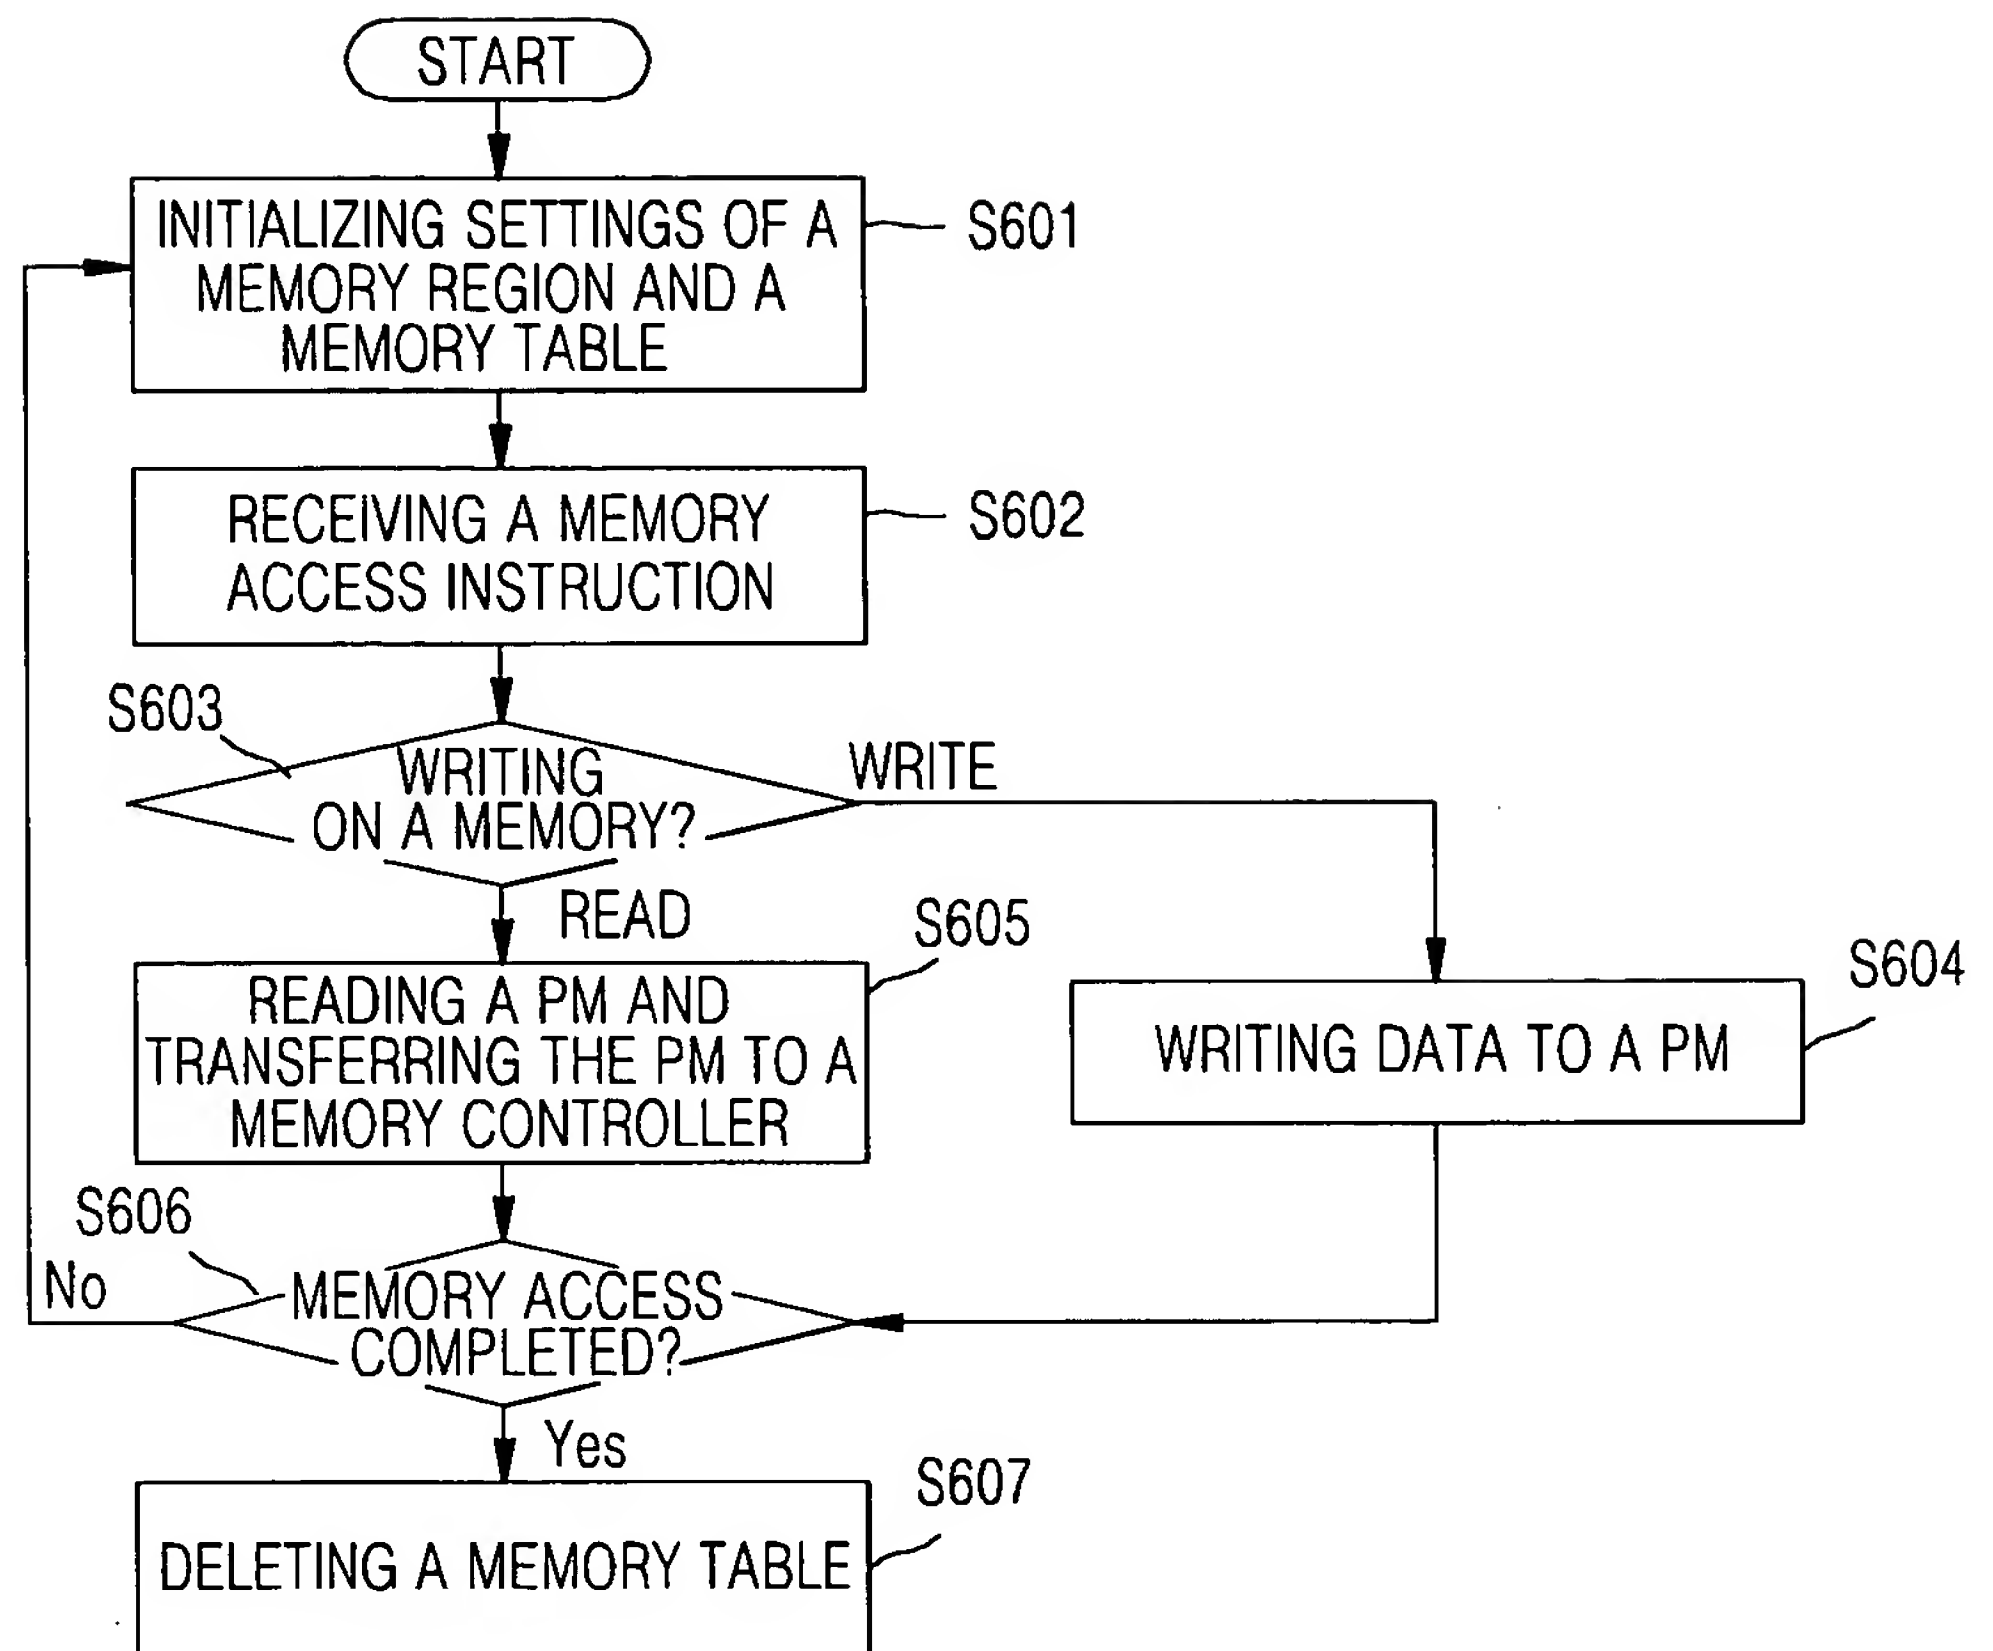 START
INITIALIZING SETTINGS OF A
MEMORY REGION AND A
MEMORY TABLE
S601
RECEIVING A MEMORY
ACCESS INSTRUCTION
S602
S603
WRITING
ON A MEMORY?
WRITE
READ
S605
READING A PM AND
TRANSFERRING THE PM TO A
MEMORY CONTROLLER
S604
WRITING DATA TO A PM
S606
No
MEMORY ACCESS
COMPLETED?
Yes
S607
DELETING A MEMORY TABLE